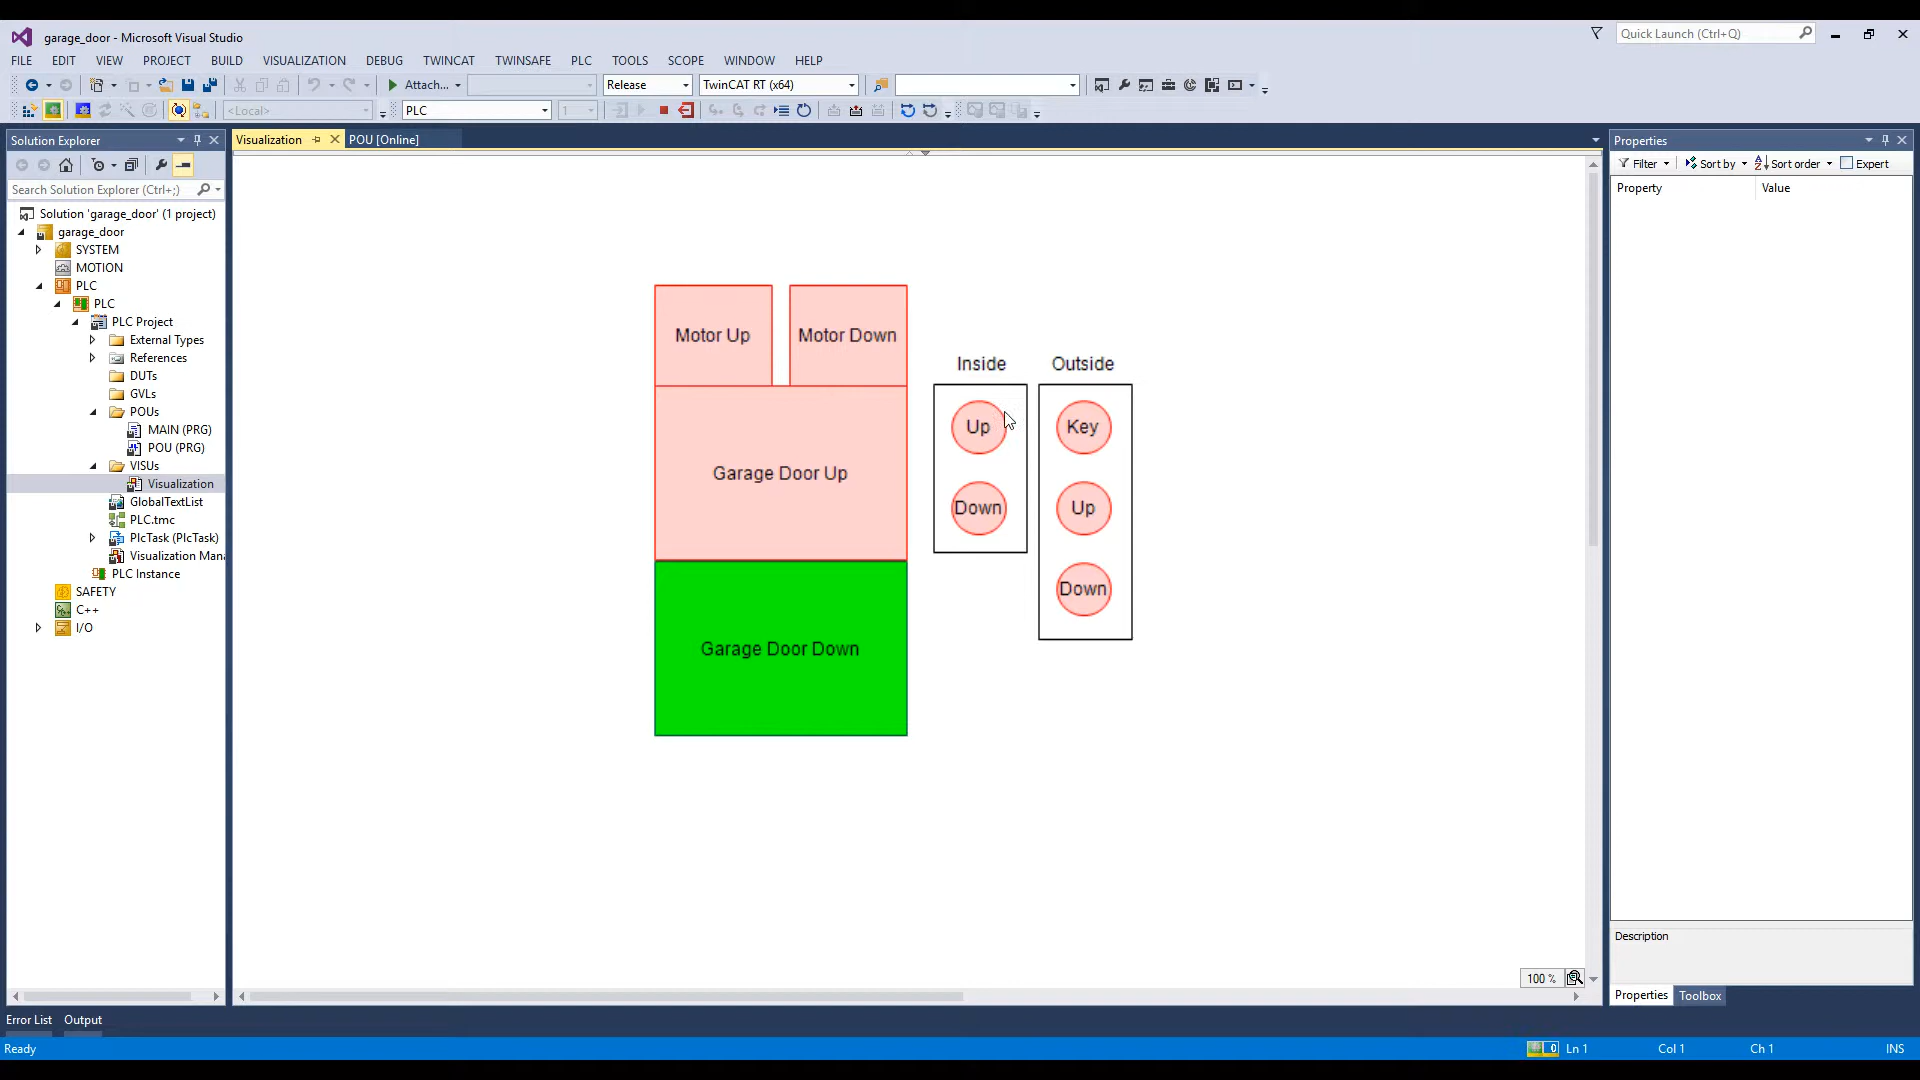 garage_door - Microsoft Visual Studio
Quick Launch (Ctrl+Q)
FILE EDIT VIEW PROJECT BUILD VISUALIZATION DEBUG TWINCAT TWINSAFE PLC TOOLS SCOPE WINDOW HELP
Attach... Release TwinCAT RT (x64)
<Local> PLC 1
Solution Explorer
Search Solution Explorer (Ctrl+;)
Solution 'garage_door' (1 project)
garage_door
SYSTEM
MOTION
PLC
PLC
PLC Project
External Types
References
DUTs
GVLs
POUs
MAIN (PRG)
POU (PRG)
VISUs
Visualization
GlobalTextList
PLC.tmc
PlcTask (PlcTask)
Visualization Mana
PLC Instance
SAFETY
C++
I/O
Visualization POU [Online]
Motor Up Motor Down
Garage Door Up
Garage Door Down
Inside Outside
Up Key
Down Up
Down
100 %
Properties
Filter Sort by Sort order Expert
Property Value
Description
Properties Toolbox
Error List Output
Ready 0 Ln 1 Col 1 Ch 1 INS